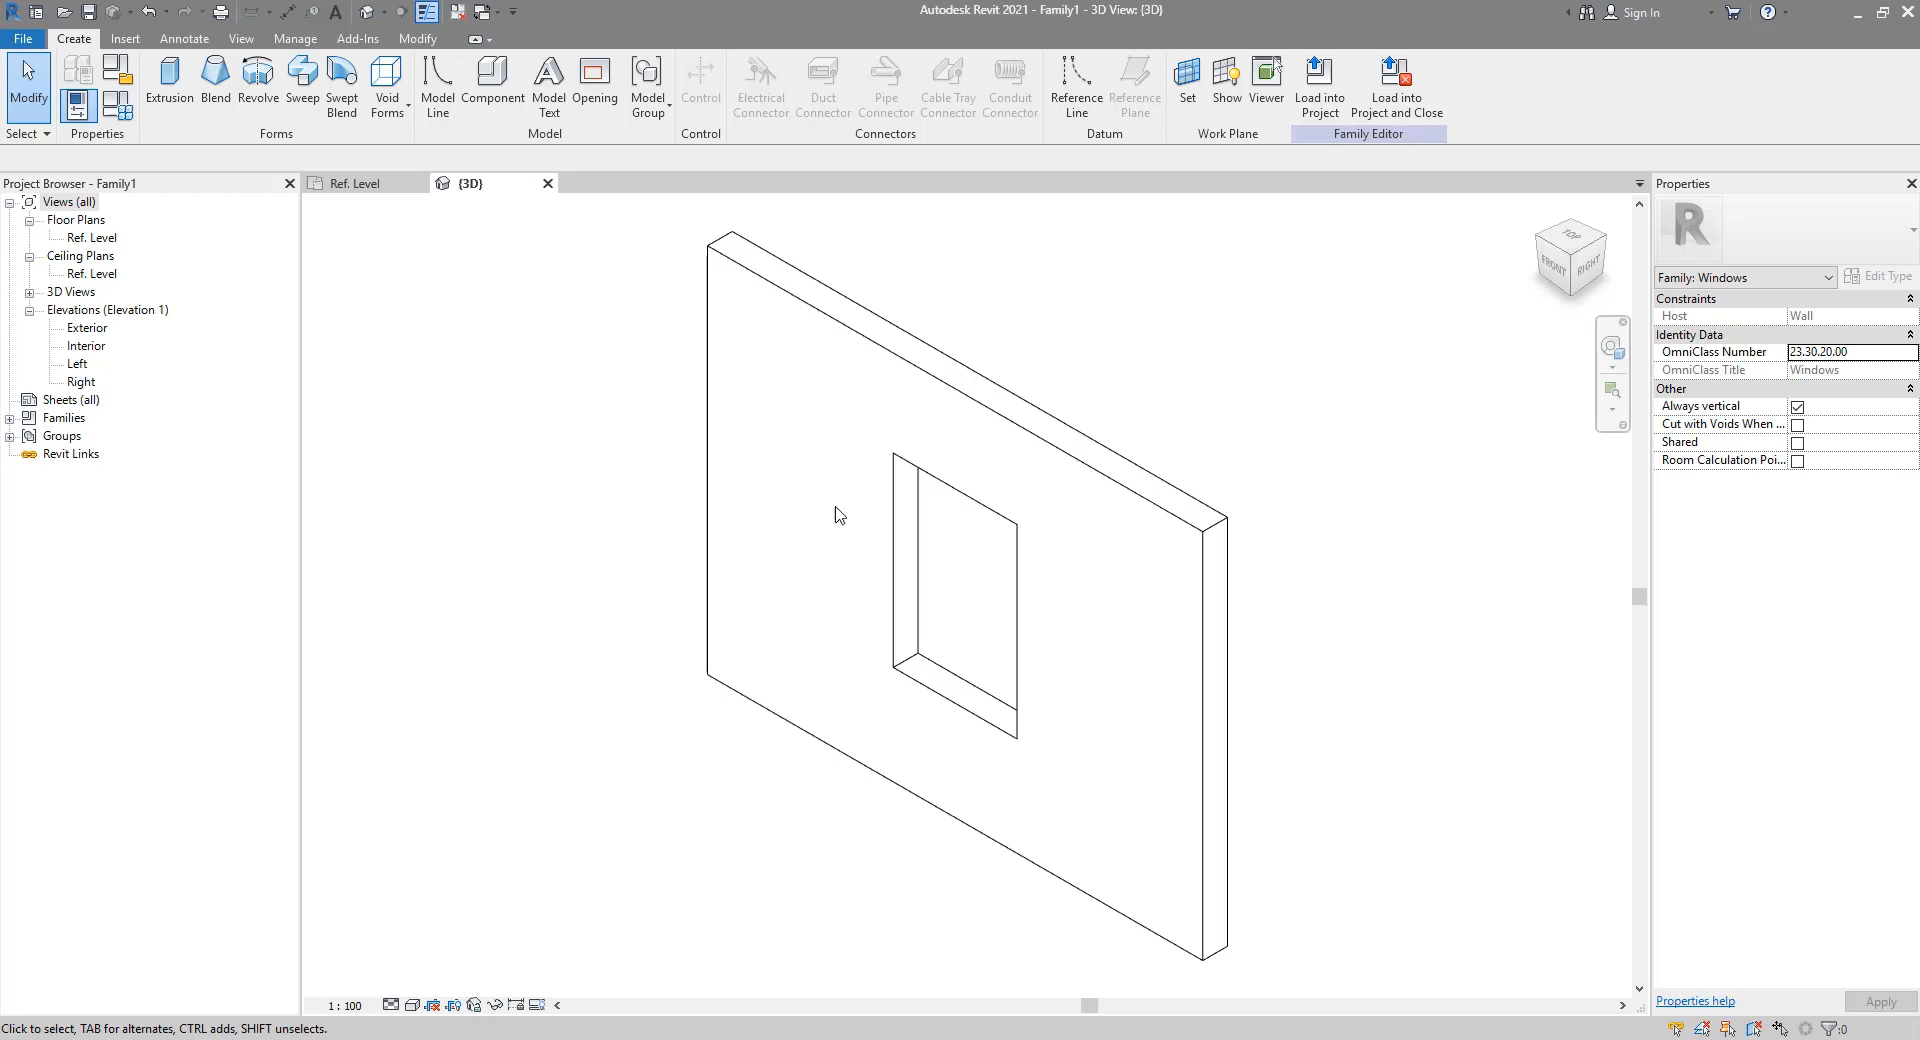 Autodesk Revit 2021 - Family1 - 3D View: {3D}
Sign In
File
Create
Insert
Annotate
View
Manage
Add-Ins
Modify
Modify
Extrusion
Blend
Revolve
Sweep
Swept
Blend
Void
Forms
Model
Line
Component
Model
Text
Opening
Model
Group
Control
Electrical
Connector
Duct
Connector
Pipe
Connector
Cable Tray
Connector
Conduit
Connector
Reference
Line
Reference
Plane
Set
Show
Viewer
Load into
Project
Load into
Project and Close
Select
Properties
Forms
Model
Control
Connectors
Datum
Work Plane
Family Editor
Project Browser - Family1
Views (all)
Floor Plans
Ref. Level
Ceiling Plans
Ref. Level
3D Views
Elevations (Elevation 1)
Exterior
Interior
Left
Right
Sheets (all)
Families
Groups
Revit Links
Ref. Level
{3D}
TOP
FRONT
RIGHT
1 : 100
Properties
R
Family: Windows
Edit Type
Constraints
Host
Wall
Identity Data
OmniClass Number
23.30.20.00
OmniClass Title
Windows
Other
Always vertical
Cut with Voids When ...
Shared
Room Calculation Poi...
Properties help
Apply
Click to select, TAB for alternates, CTRL adds, SHIFT unselects.
:0